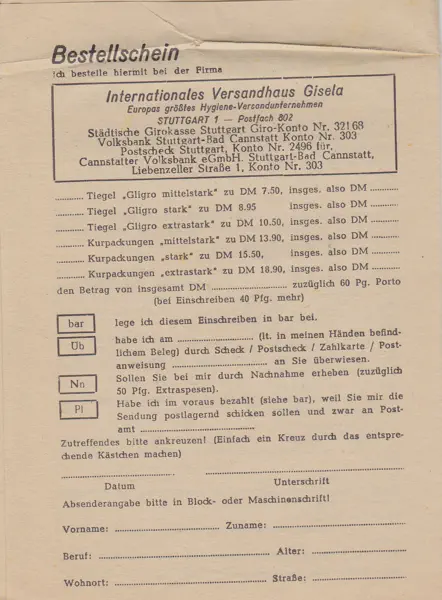 Bestellschein
Ich bestelle hiermit bei der Firma
Internationales Versandhaus Gisela
Europas größtes Hygiene-Versandunternehmen
STUTTGART 1 — Postfach 802
Städtische Girokasse Stuttgart Giro-Konto Nr. 32168
Volksbank Stuttgart-Bad Cannstatt Konto Nr. 303
Postscheck Stuttgart, Konto Nr. 2496 für,
Cannstatter Volksbank eGmbH. Stuttgart-Bad Cannstatt,
Liebenzeller Straße 1, Konto Nr. 303
.......... Tiegel „Gligro mittelstark" zu DM 7.50, insges. also DM ..........
.......... Tiegel „Gligro stark" zu DM 8.95 insges. also DM ..........
.......... Tiegel „Gligro extrastark" zu DM 10.50, insges. also DM ..........
.......... Kurpackungen „mittelstark" zu DM 13.90, insges. also DM ..........
.......... Kurpackungen „stark" zu DM 15.50, insges. also DM ..........
.......... Kurpackungen „extrastark" zu DM 18.90, insges. also DM ..........
den Betrag von insgesamt DM .................... zuzüglich 60 Pg. Porto
(bei Einschreiben 40 Pfg. mehr)
bar lege ich diesem Einschreiben in bar bei.
Üb habe ich am .................... (lt. in meinen Händen befind-
lichem Beleg) durch Scheck / Postscheck / Zahlkarte / Post-
anweisung .................... an Sie überwiesen.
Nn Sollen Sie bei mir durch Nachnahme erheben (zuzüglich
50 Pfg. Extraspesen).
Pl Habe ich im voraus bezahlt (siehe bar), weil Sie mir die
Sendung postlagernd schicken sollen und zwar an Post-
amt ..............................
Zutreffendes bitte ankreuzen! (Einfach ein Kreuz durch das entspre-
chende Kästchen machen)
Datum Unterschrift
Absenderangabe bitte in Block- oder Maschinenschrift!
Vorname: .............................. Zuname: ..............................
Beruf: .............................. Alter: ..............................
Wohnort: .............................. Straße: ..............................